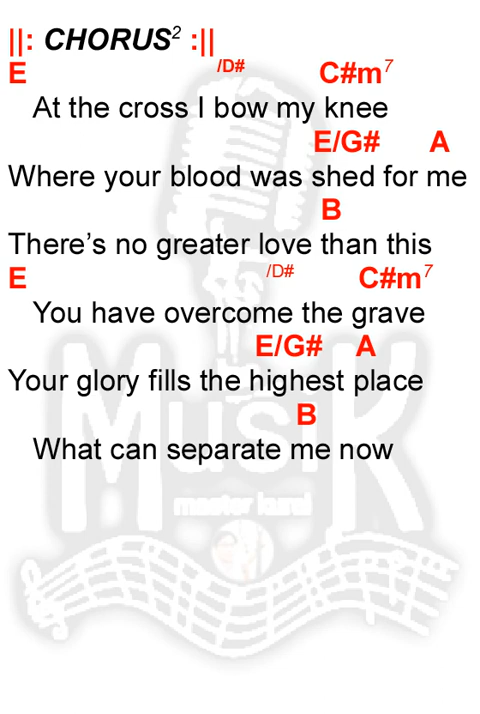 ||: CHORUS² :||
E /D# C#m7
At the cross I bow my knee
E/G# A
Where your blood was shed for me
B
There's no greater love than this
E /D# C#m7
You have overcome the grave
E/G# A
Your glory fills the highest place
B
What can separate me now
MusiK